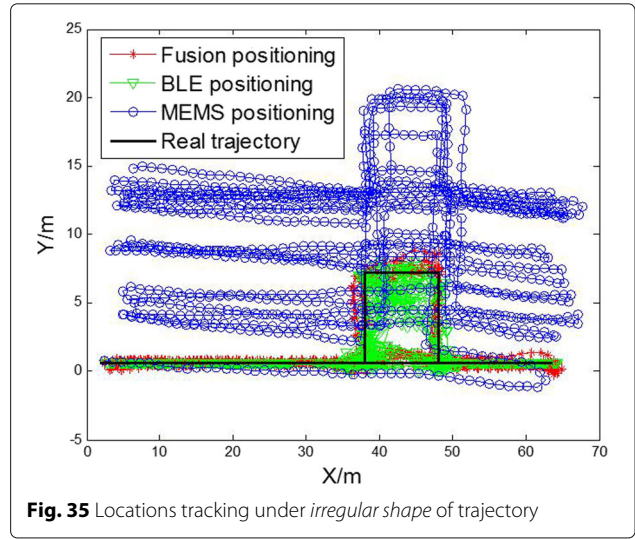 25
20
15
10
5
0
-5
Y/m
Fusion positioning
BLE positioning
MEMS positioning
Real trajectory
0 10 20 30 40 50 60 70
X/m
Fig. 35 Locations tracking under irregular shape of trajectory